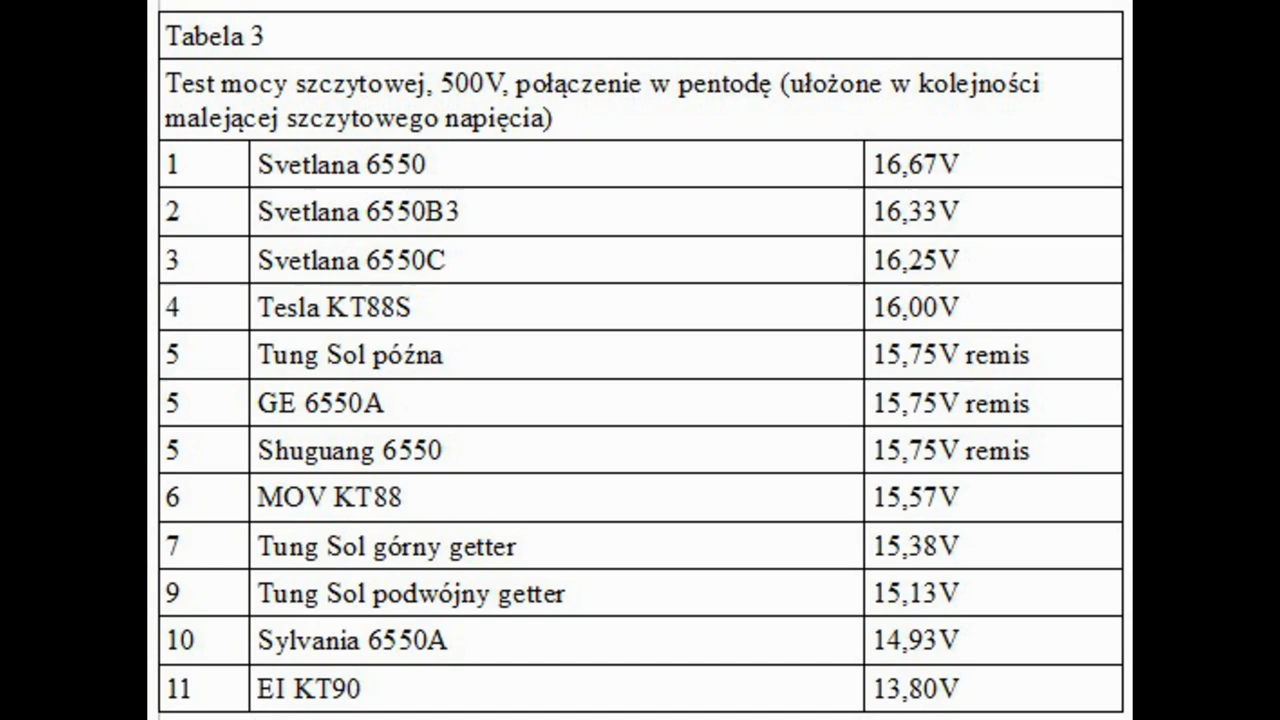 Tabela 3
Test mocy szczytowej, 500V, połączenie w pentodę (ułożone w kolejności
malejącej szczytowego napięcia)
1 Svetlana 6550 16,67V
2 Svetlana 6550B3 16,33V
3 Svetlana 6550C 16,25V
4 Tesla KT88S 16,00V
5 Tung Sol późna 15,75V remis
5 GE 6550A 15,75V remis
5 Shuguang 6550 15,75V remis
6 MOV KT88 15,57V
7 Tung Sol górny getter 15,38V
9 Tung Sol podwójny getter 15,13V
10 Sylvania 6550A 14,93V
11 EI KT90 13,80V